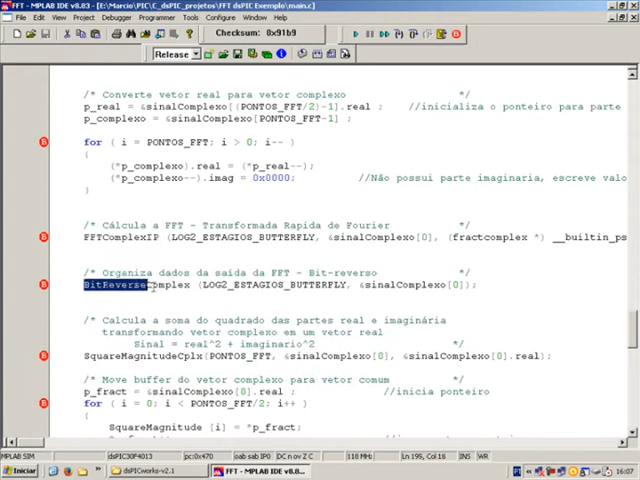 FFT - MPLAB IDE v8.83 - [E:\Marcio\PIC\C_dsPIC_projetos\FFT dsPIC Exemplo\main.c]
File Edit View Project Debugger Programmer Tools Configure Window Help
Checksum: 0x91b9
Release
/* Converte vetor real para vetor complexo */
p_real = &sinalComplexo[(PONTOS_FFT/2)-1].real ; //inicializa o ponteiro para parte
p_complexo = &sinalComplexo[PONTOS_FFT-1] ;
for ( i = PONTOS_FFT; i > 0; i-- )
{
(*p_complexo).real = (*p_real--);
(*p_complexo--).imag = 0x0000; //Não possui parte imaginaria, escreve valo
}
/* Cálcula a FFT - Transformada Rapida de Fourier */
FFTComplexIP (LOG2_ESTAGIOS_BUTTERFLY, &sinalComplexo[0], (fractcomplex *) __builtin_ps
/* Organiza dados da saída da FFT - Bit-reverso */
BitReverseComplex (LOG2_ESTAGIOS_BUTTERFLY, &sinalComplexo[0]);
/* Calcula a soma do quadrado das partes real e imaginária
transformando vetor complexo em um vetor real
Sinal = real^2 + imaginario^2 */
SquareMagnitudeCplx (PONTOS_FFT, &sinalComplexo[0], &sinalComplexo[0].real);
/* Move buffer do vetor complexo para vetor comum */
p_fract = &sinalComplexo[0].real ; //inicia ponteiro
for ( i = 0; i < PONTOS_FFT/2; i++ )
{
SquareMagnitude [i] = *p_fract;
MPLAB SIM dsPIC30F4013 pc:0x470 oab sab IP0 DC n ov Z C 118 MHz Ln 195, Col 16 INS WR
Iniciar dsPICworks-v2.1 FFT - MPLAB IDE v8.8... PT 16:07